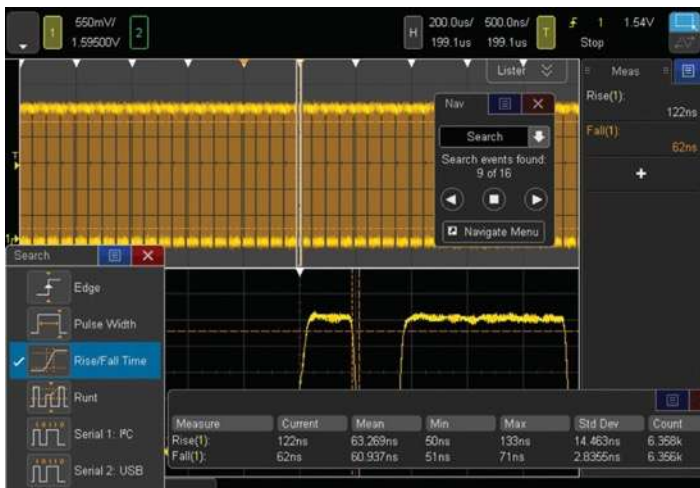 1 550mV/ 2 H 200.0us/ 500.0ns/ T 1 1.54V
1.59500V 199.1us 199.1us Stop
Lister
Meas
Rise(1):
122ns
Fall(1):
62ns
+
Nav
Search
Search events found:
9 of 16
Navigate Menu
T
1
Search
Edge
Pulse Width
Rise/Fall Time
Runt
Serial 1: I²C
Serial 2: USB
Measure Current Mean Min Max Std Dev Count
Rise(1): 122ns 63.269ns 50ns 133ns 14.463ns 6.358k
Fall(1): 62ns 60.937ns 51ns 71ns 2.8355ns 6.356k